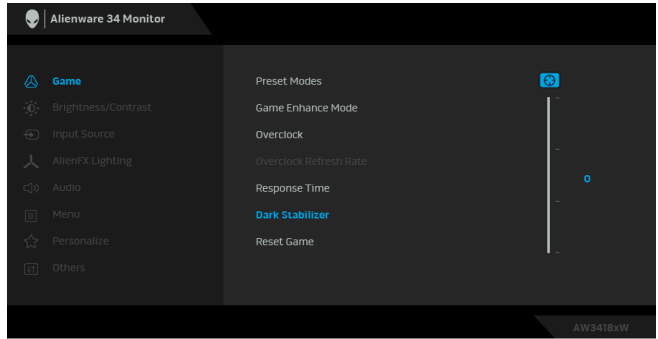 Alienware 34 Monitor
Game
Brightness/Contrast
Input Source
AlienFX Lighting
Audio
Menu
Personalize
Others
Preset Modes
Game Enhance Mode
Overclock
Overclock Refresh Rate
Response Time
Dark Stabilizer
Reset Game
0
AW3418xW